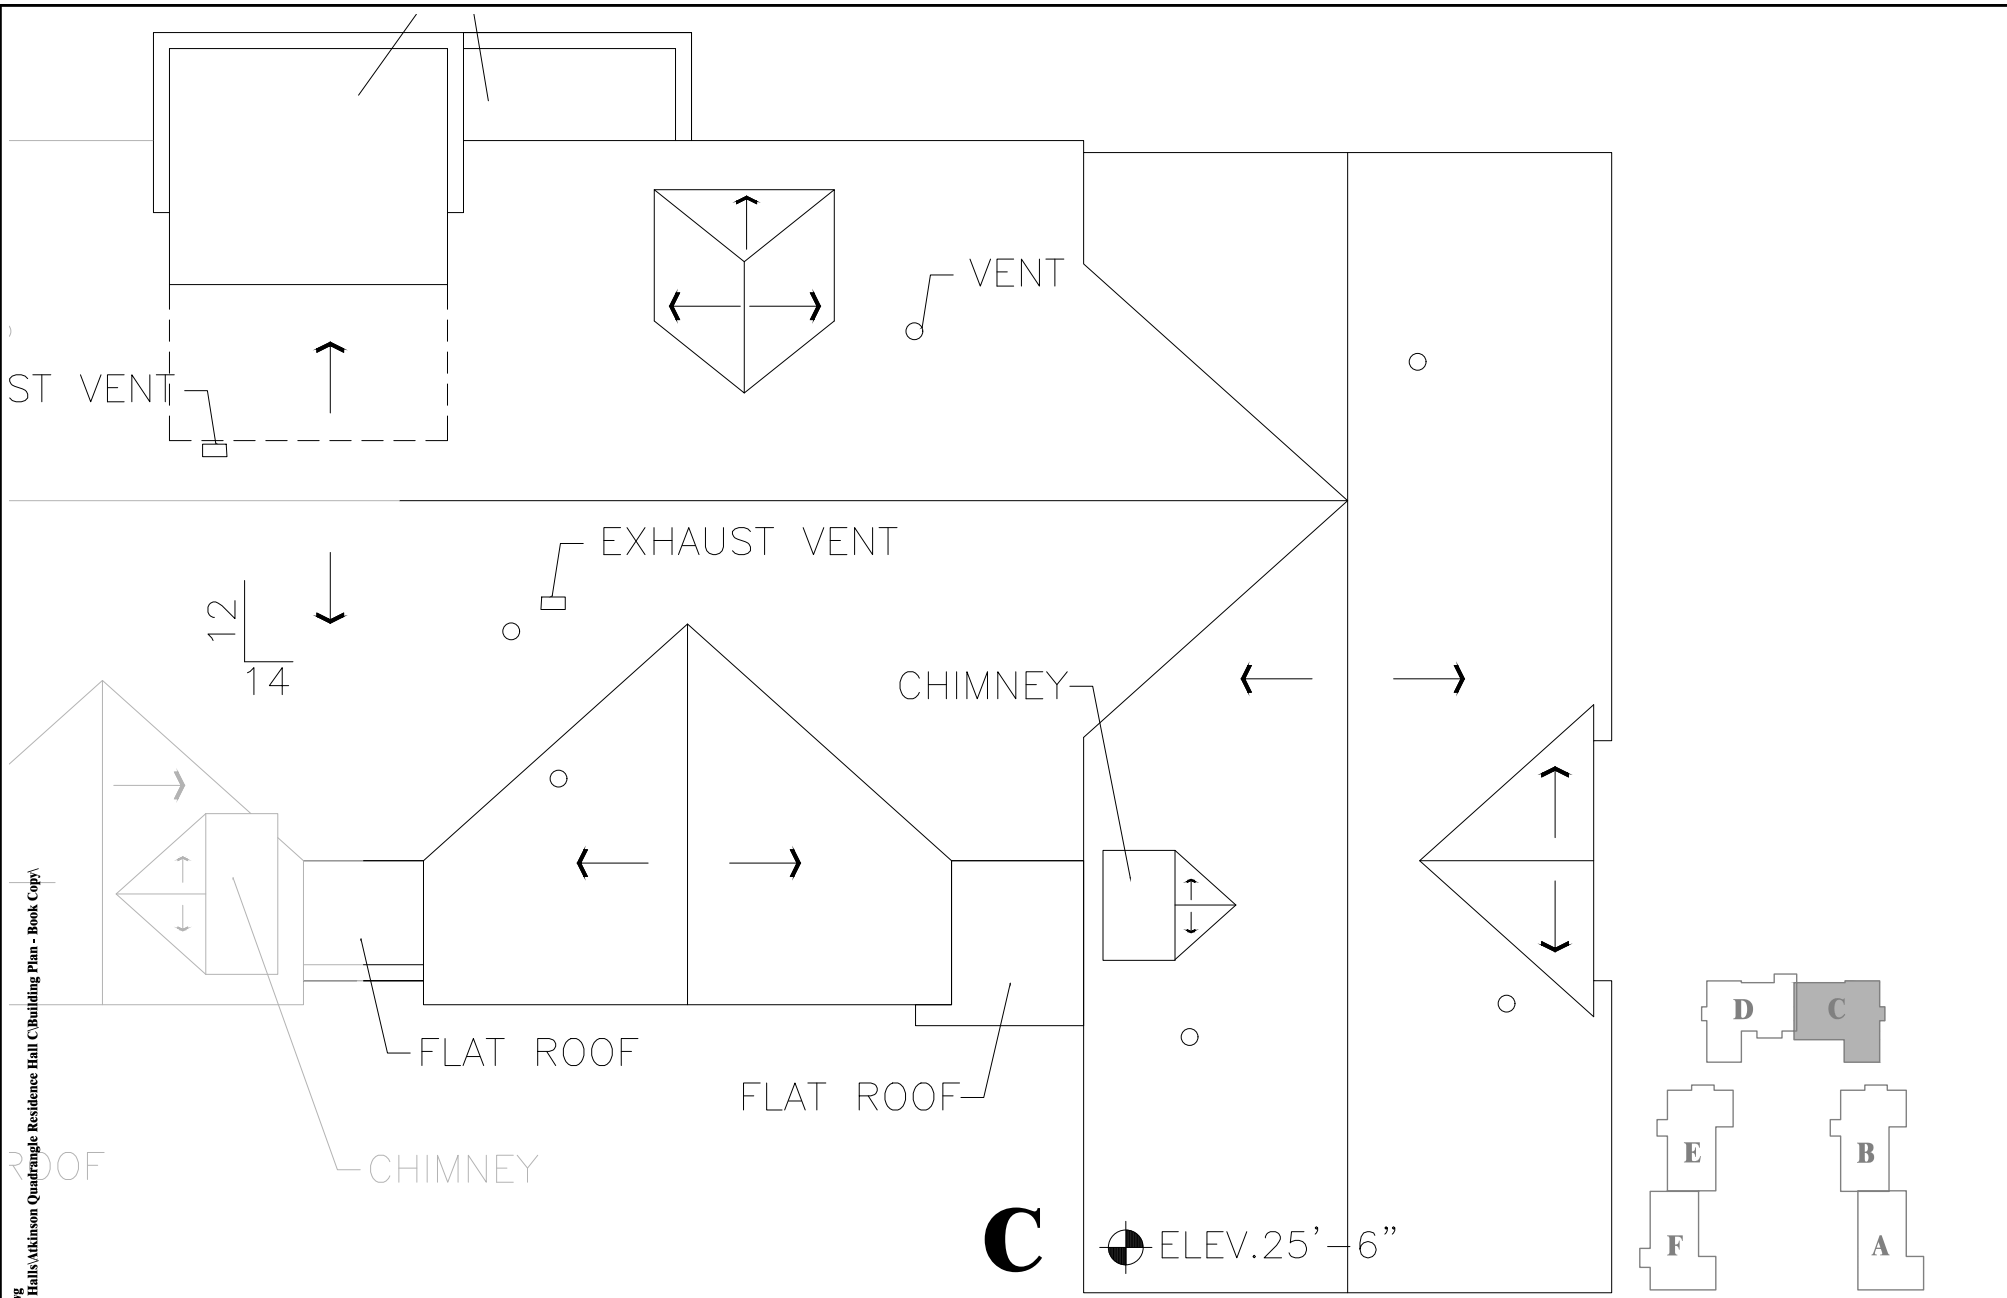 VENT
ST VENT
EXHAUST VENT
12
14
CHIMNEY
FLAT ROOF
FLAT ROOF
ROOF
CHIMNEY
C
ELEV.25'-6"
D
C
E
B
F
A
Halls\Atkinson Quadrangle Residence Hall C\Building Plan - Book Copy\